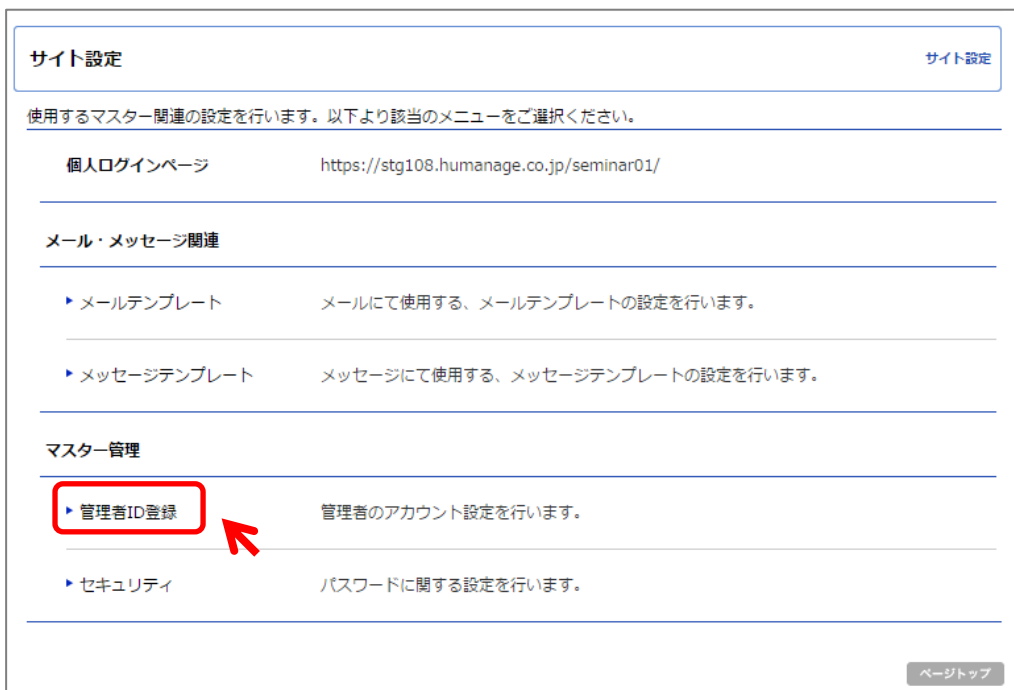 サイト設定
サイト設定
使用するマスター関連の設定を行います。以下より該当のメニューをご選択ください。
個人ログインページ https://stg108.humanage.co.jp/seminar01/
メール・メッセージ関連
メールテンプレート メールにて使用する、メールテンプレートの設定を行います。
メッセージテンプレート メッセージにて使用する、メッセージテンプレートの設定を行います。
マスター管理
管理者ID登録 管理者のアカウント設定を行います。
セキュリティ パスワードに関する設定を行います。
ページトップ